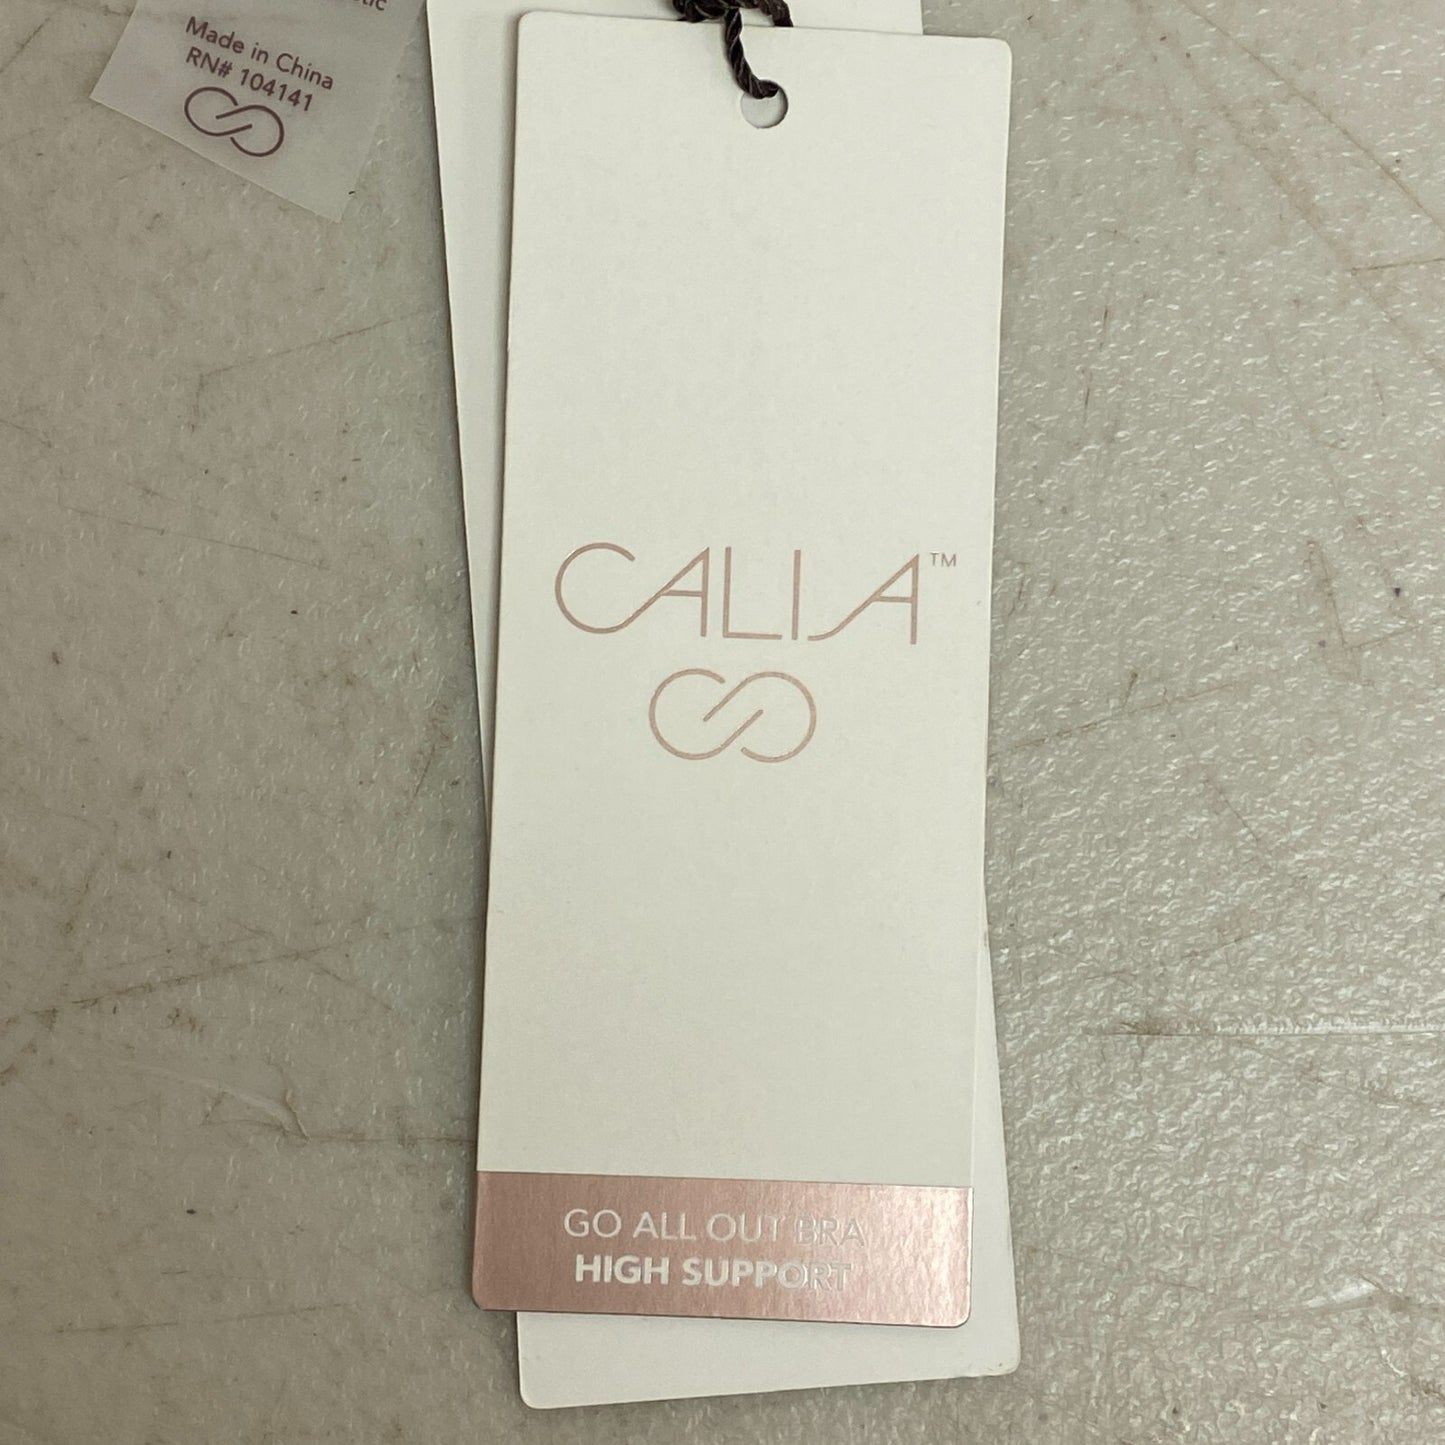 Made in China
RN# 104141
CALIA™
GO ALL OUT BRA
HIGH SUPPORT